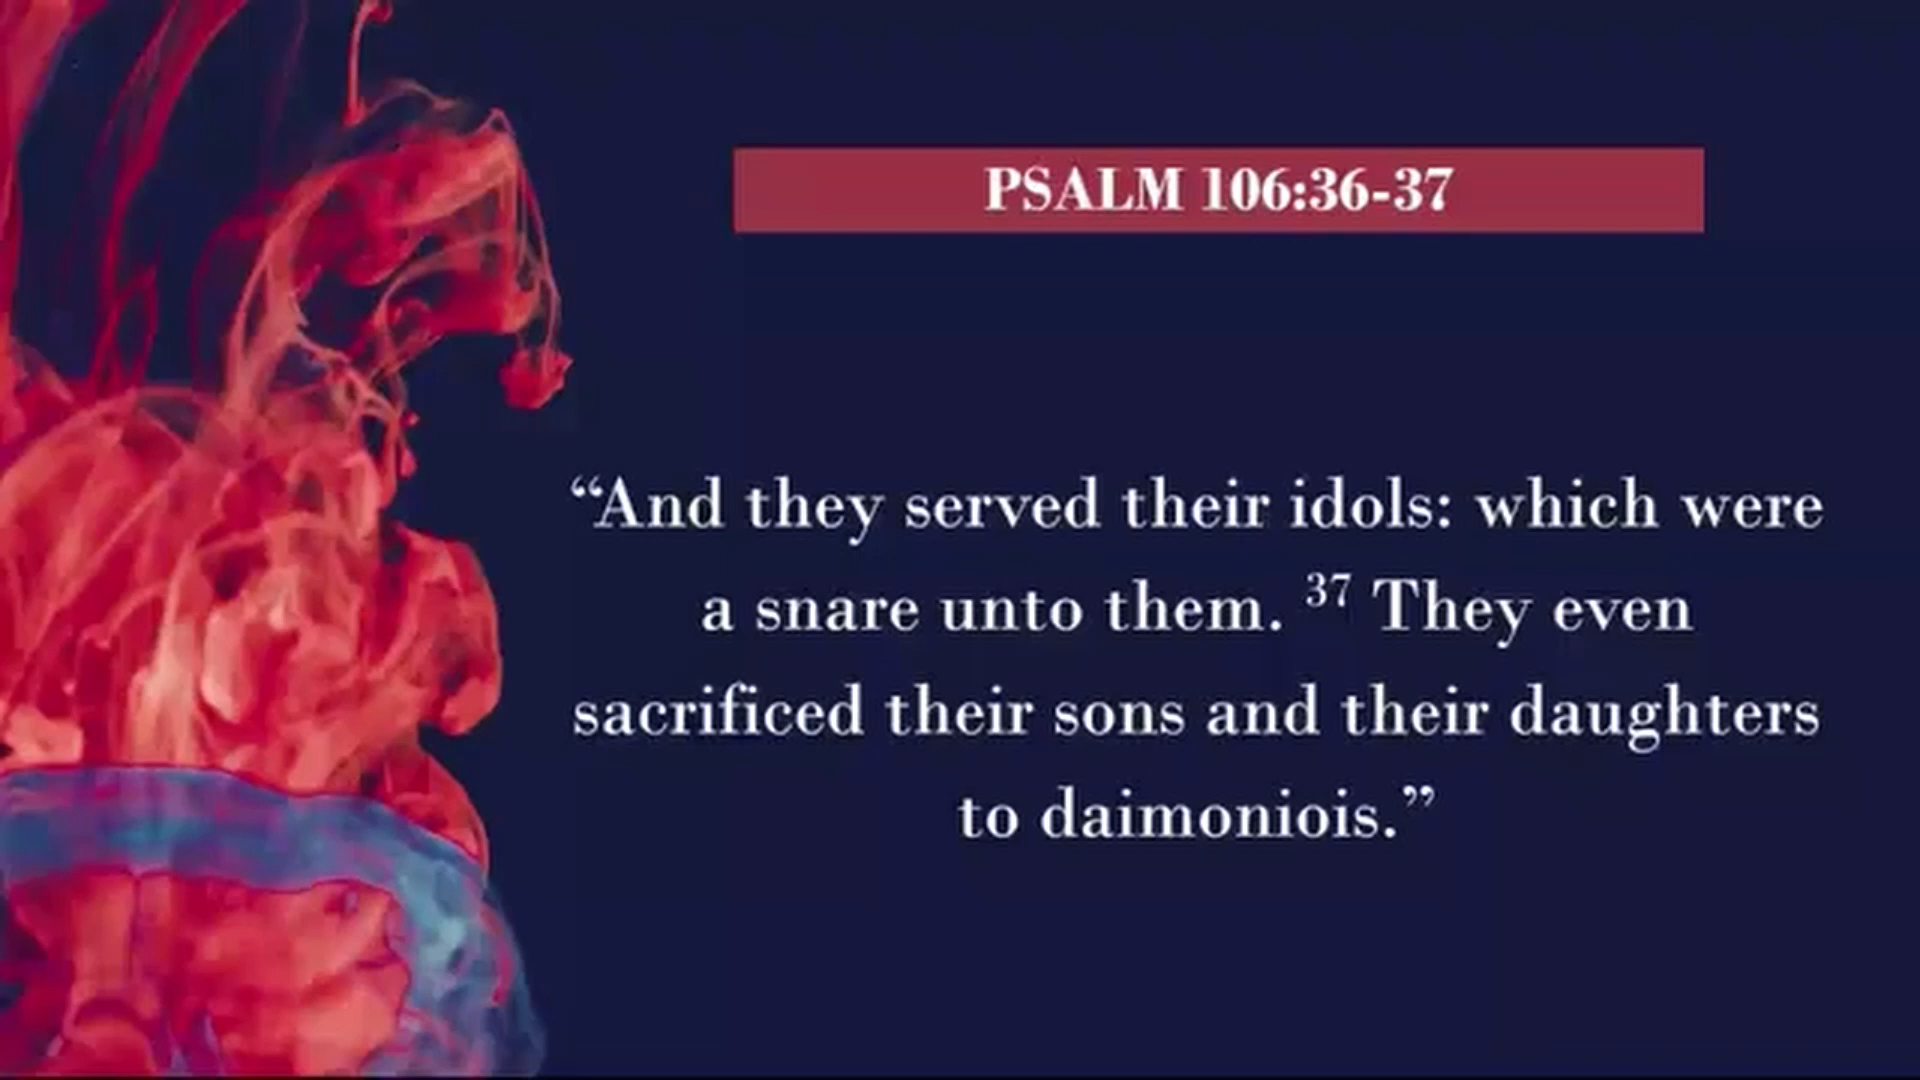 PSALM 106:36-37
“And they served their idols: which were
a snare unto them. ³⁷ They even
sacrificed their sons and their daughters
to daimoniois.”